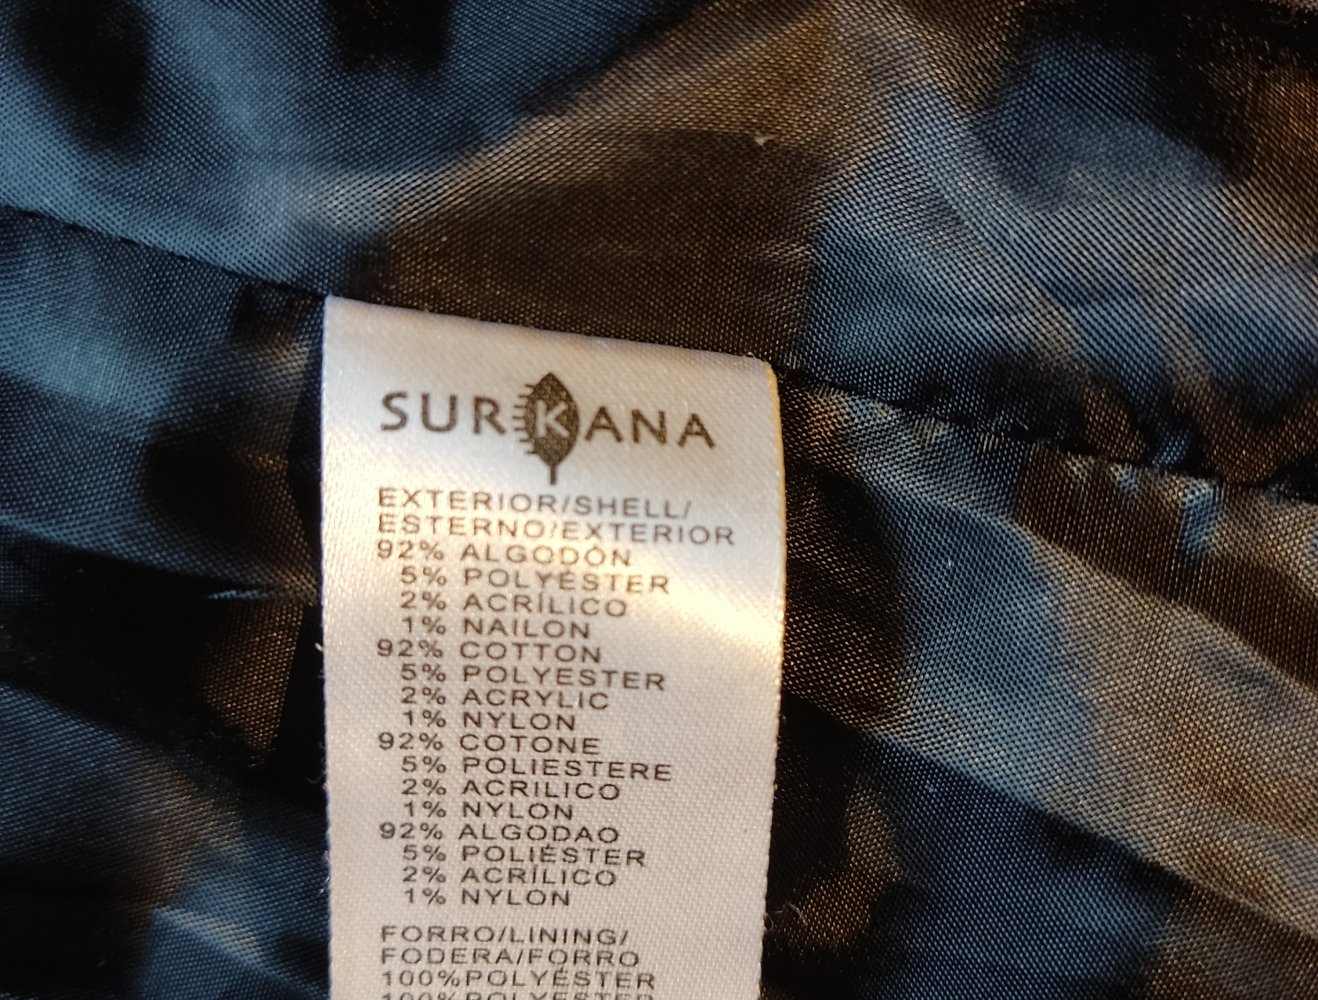 SURKANA
EXTERIOR/SHELL/
ESTERNO/EXTERIOR
92% ALGODÓN
5% POLYÉSTER
2% ACRÍLICO
1% NAILON
92% COTTON
5% POLYESTER
2% ACRYLIC
1% NYLON
92% COTONE
5% POLIESTERE
2% ACRILICO
1% NYLON
92% ALGODAO
5% POLIÉSTER
2% ACRÍLICO
1% NYLON
FORRO/LINING/
FODERA/FORRO
100%POLYÉSTER
100%POLYESTER